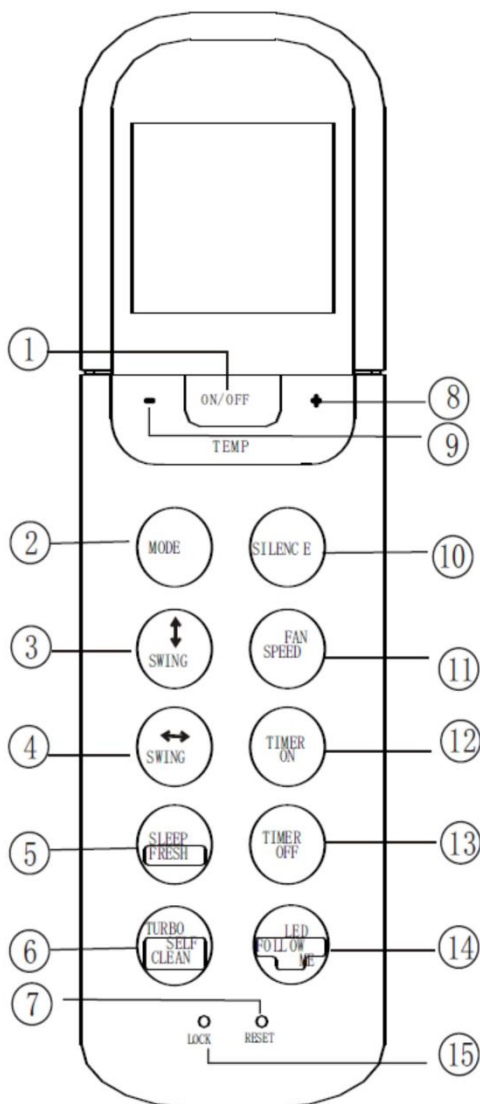 1
ON/OFF
8
9
TEMP
2
MODE
SILENCE
10
3
SWING
FAN
SPEED
11
4
SWING
TIMER
ON
12
5
SLEEP
FRESH
TIMER
OFF
13
6
TURBO
SELF
CLEAN
LED
FOLLOW
ME
14
7
LOCK
RESET
15